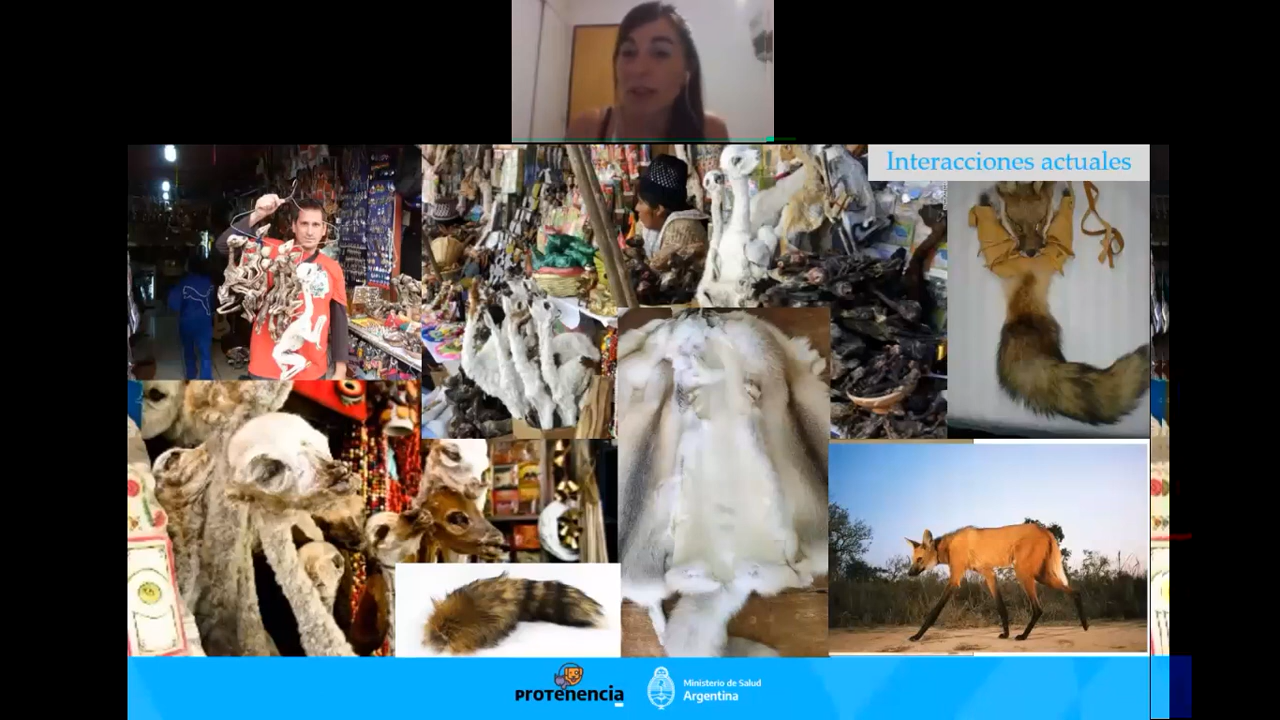 Interacciones actuales
PROTENENCIA
Ministerio de Salud
Argentina